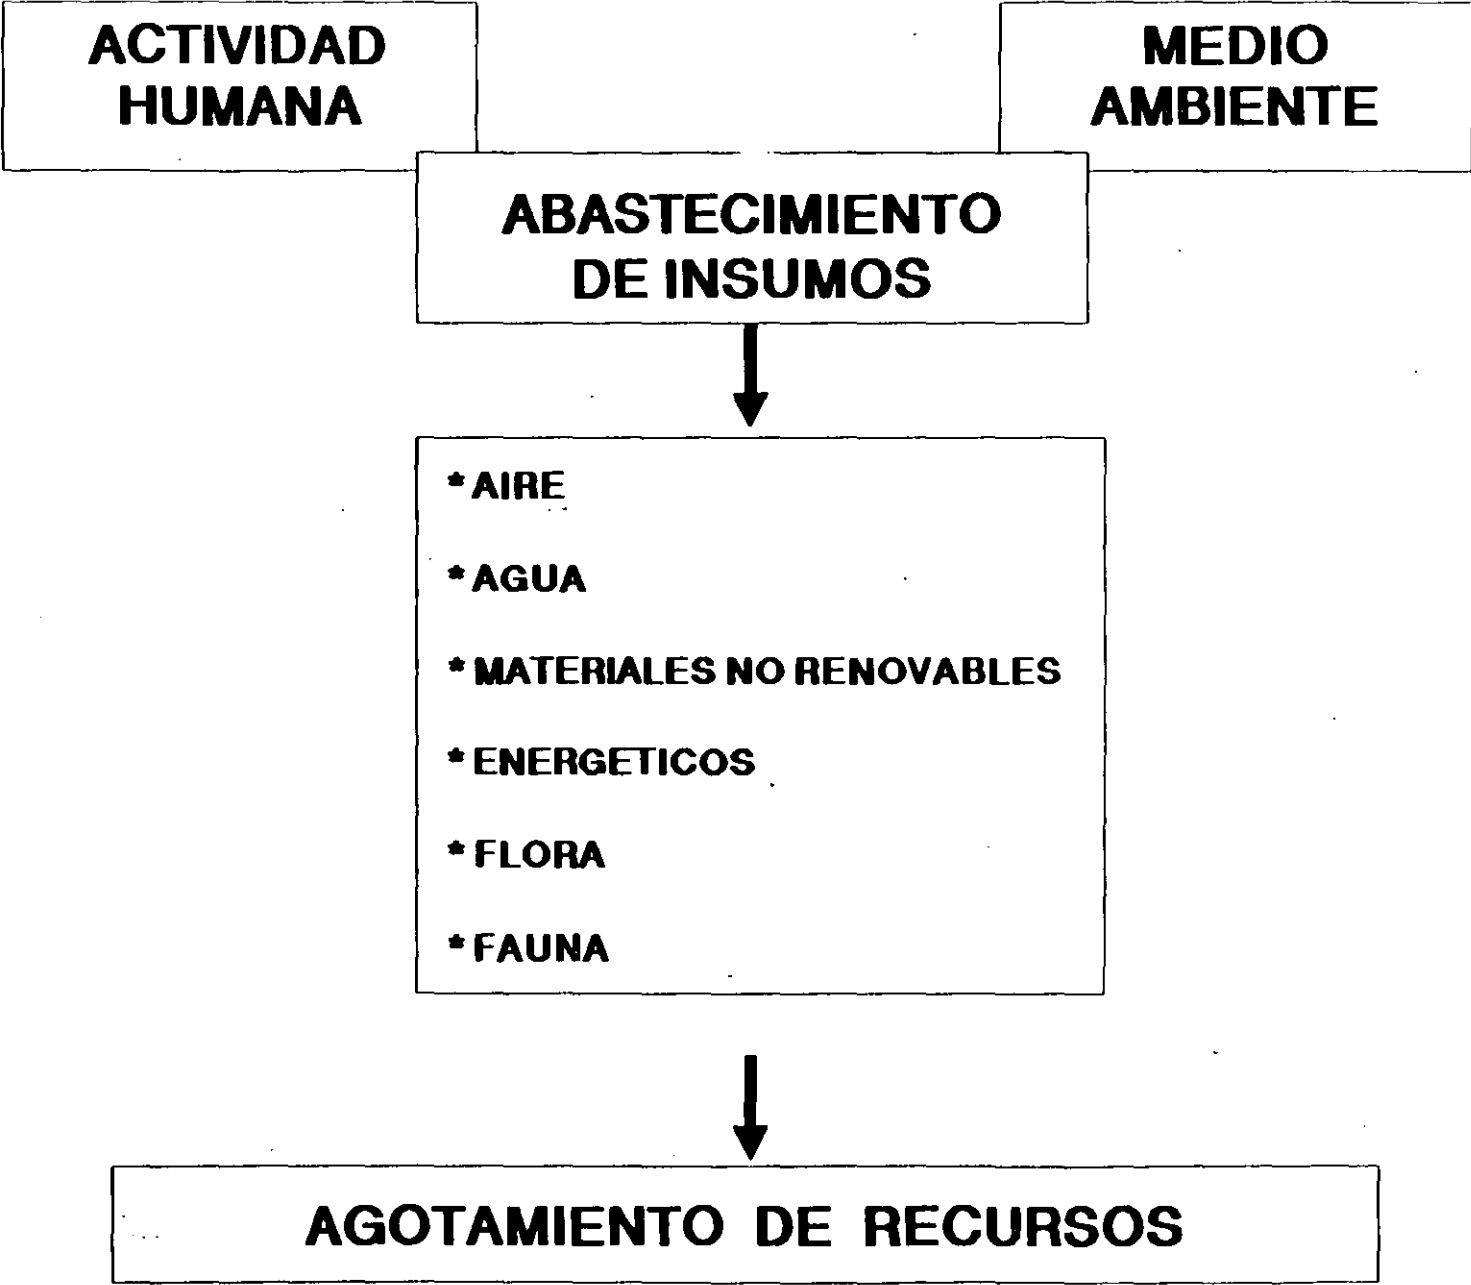 ACTIVIDAD
HUMANA
MEDIO
AMBIENTE
ABASTECIMIENTO
DE INSUMOS
* AIRE
* AGUA
* MATERIALES NO RENOVABLES
* ENERGETICOS
* FLORA
* FAUNA
AGOTAMIENTO DE RECURSOS